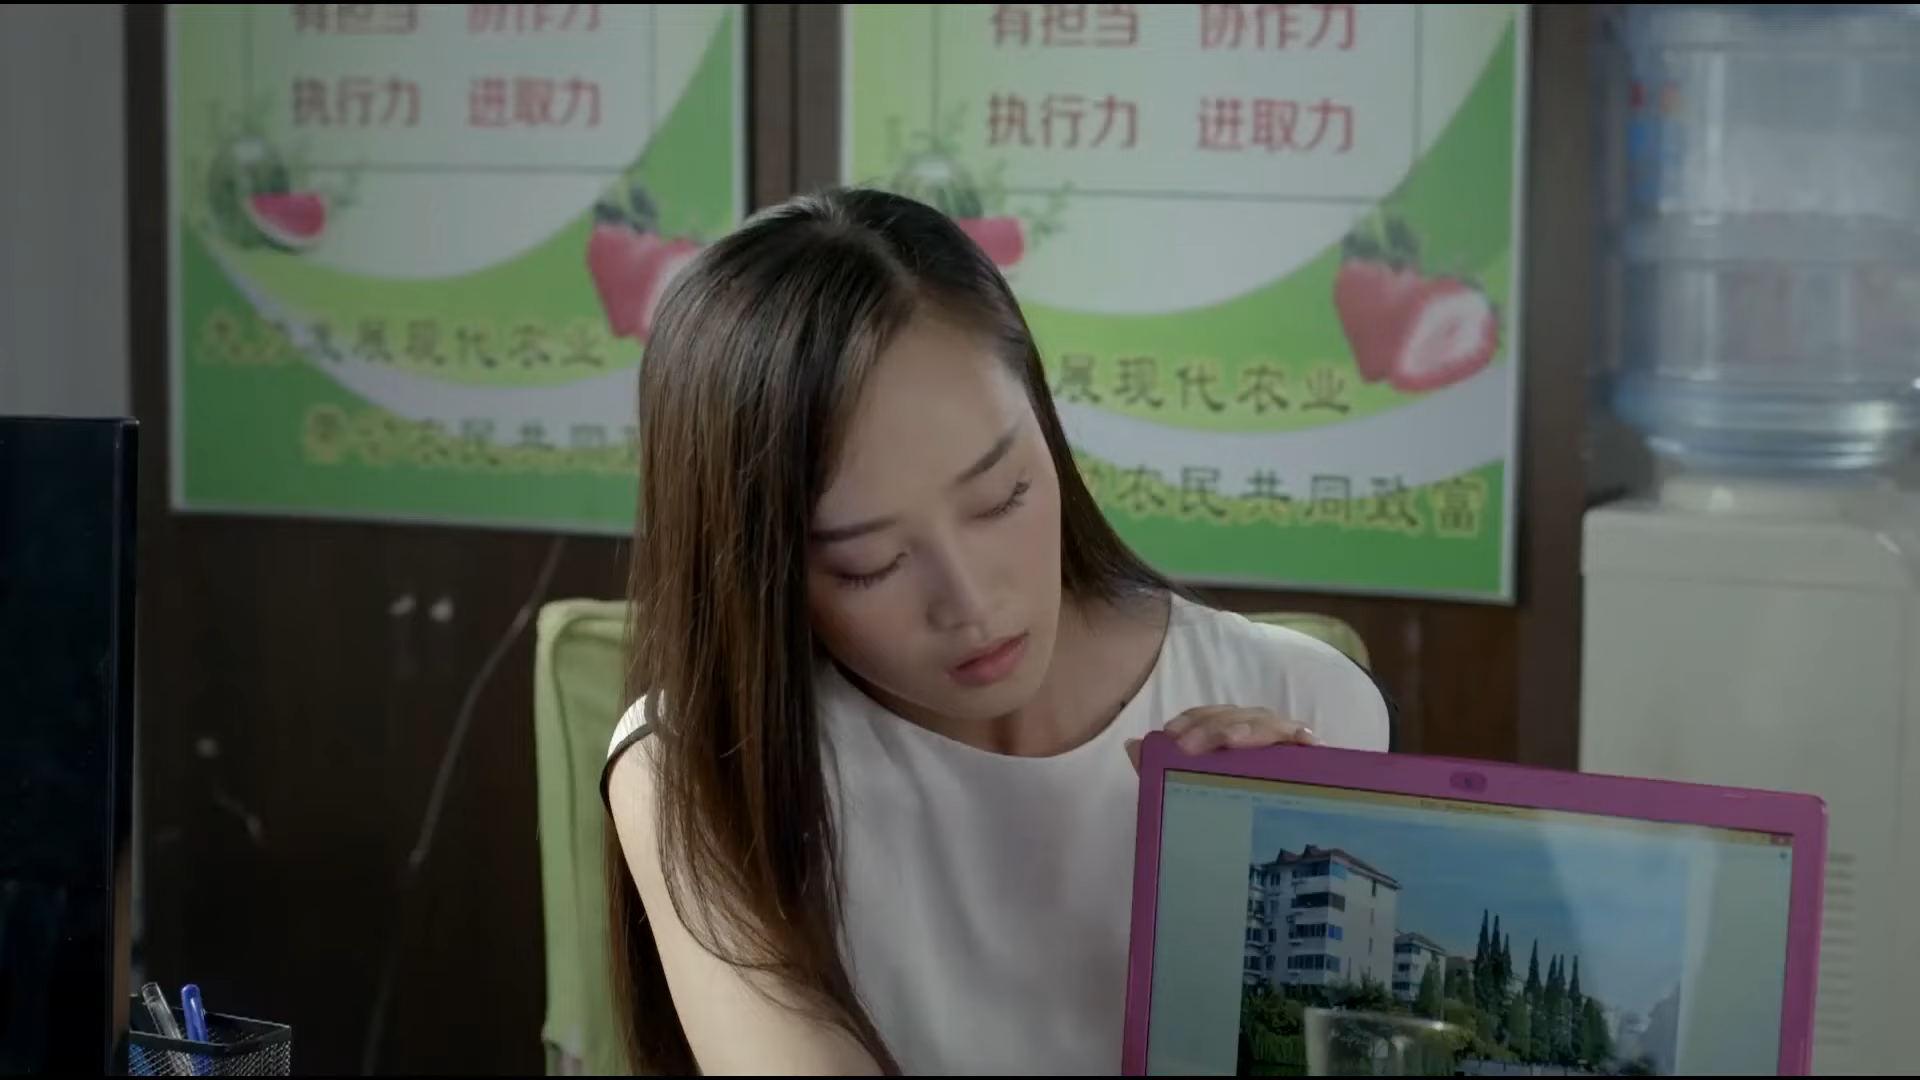 有担当 协作力
执行力 进取力
发展现代农业
农民共同
有担当 协作力
执行力 进取力
展现代农业
农民共同致富